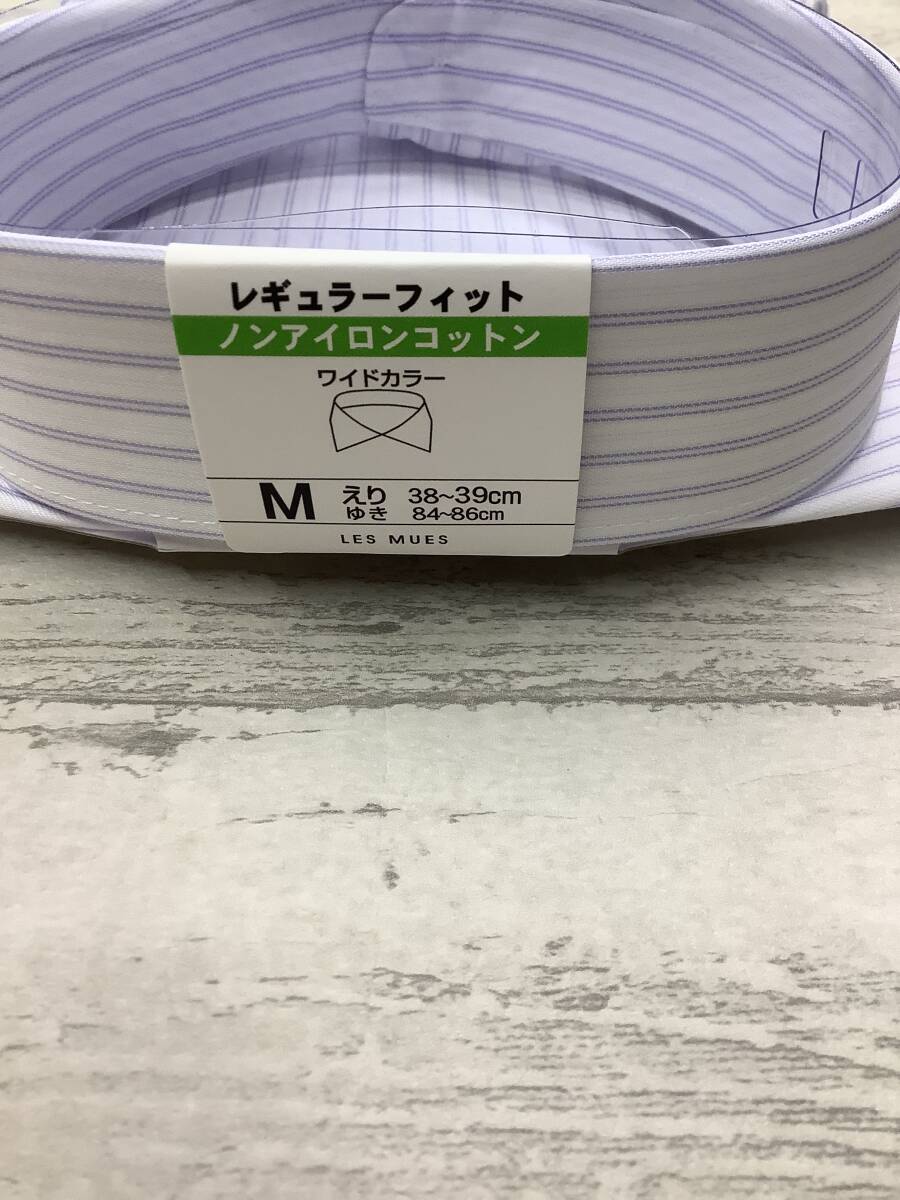 レギュラーフィット
ノンアイロンコットン
ワイドカラー
M えり 38~39cm
ゆき 84~86cm
LES MUES